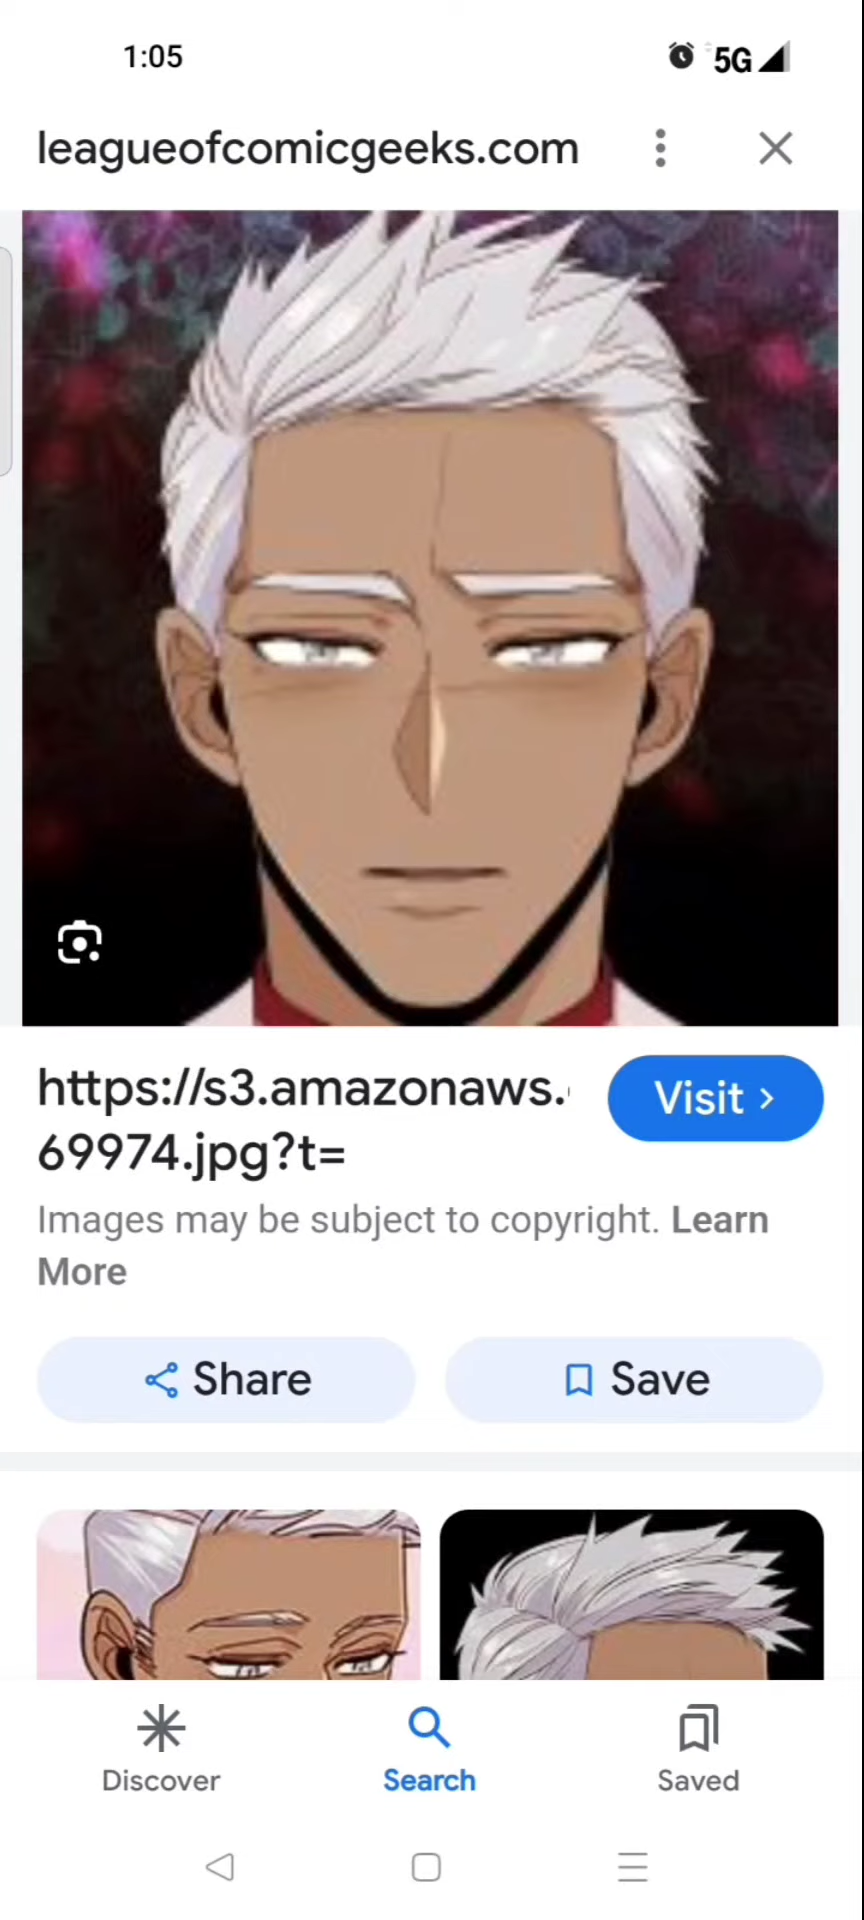 1:05 5G
leagueofcomicgeeks.com
https://s3.amazonaws.
69974.jpg?t=
Visit
Images may be subject to copyright. Learn
More
Share
Save
Discover
Search
Saved